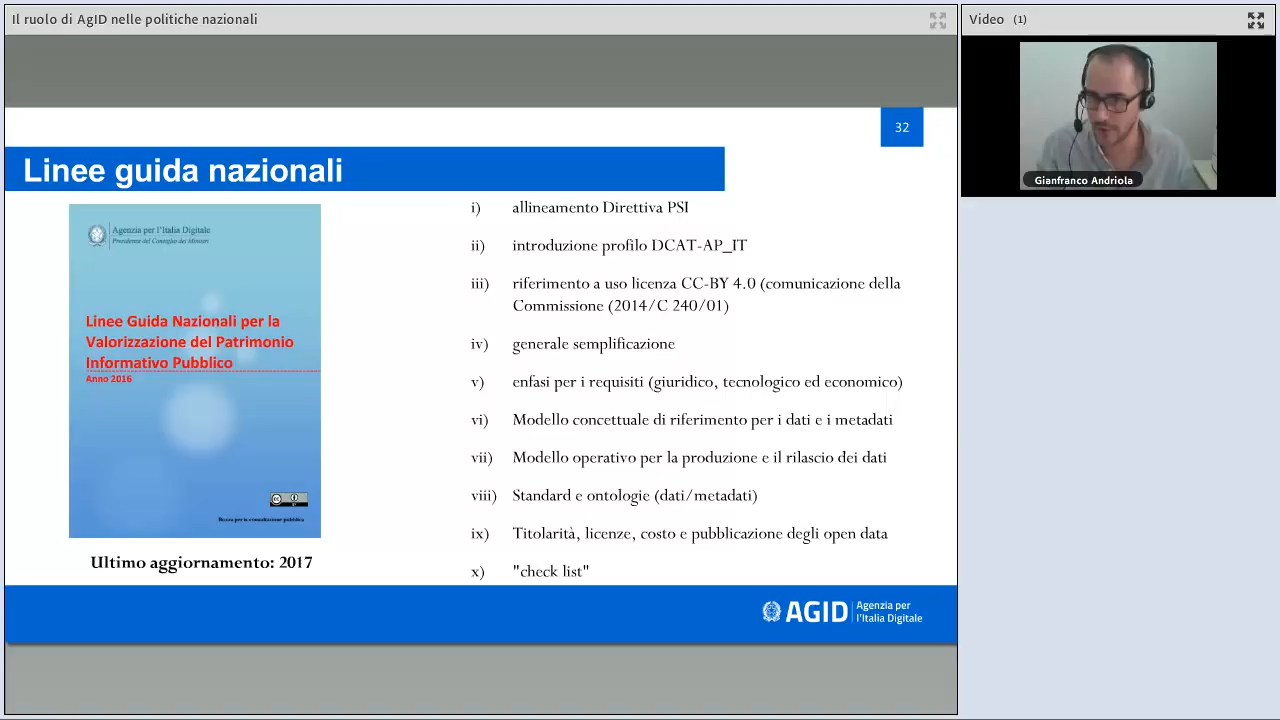 Il ruolo di AgID nelle politiche nazionali
Video (1)
Gianfranco Andriola
32
Linee guida nazionali
Agenzia per l'Italia Digitale
Presidenza del Consiglio dei Ministri
Linee Guida Nazionali per la
Valorizzazione del Patrimonio
Informativo Pubblico
Anno 2016
Bozza per la consultazione pubblica
Ultimo aggiornamento: 2017
i) allineamento Direttiva PSI
ii) introduzione profilo DCAT-AP_IT
iii) riferimento a uso licenza CC-BY 4.0 (comunicazione della
Commissione (2014/C 240/01)
iv) generale semplificazione
v) enfasi per i requisiti (giuridico, tecnologico ed economico)
vi) Modello concettuale di riferimento per i dati e i metadati
vii) Modello operativo per la produzione e il rilascio dei dati
viii) Standard e ontologie (dati/metadati)
ix) Titolarità, licenze, costo e pubblicazione degli open data
x) "check list"
AGID Agenzia per
l'Italia Digitale